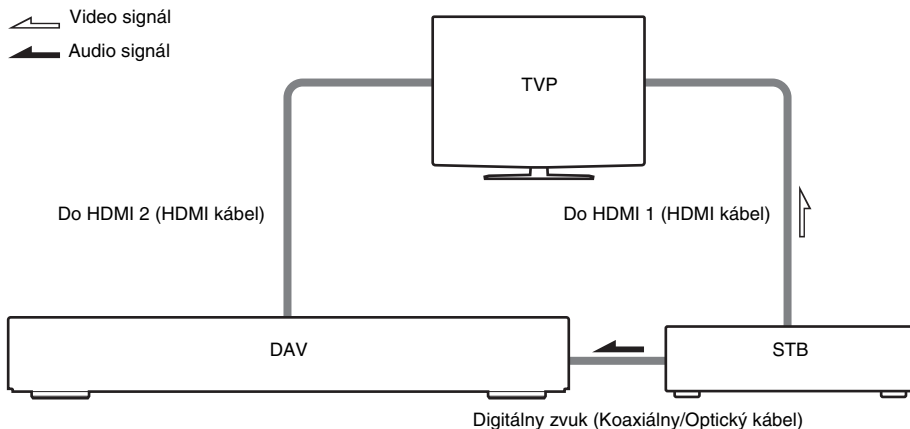 Video signál
Audio signál
TVP
Do HDMI 2 (HDMI kábel)
Do HDMI 1 (HDMI kábel)
DAV
STB
Digitálny zvuk (Koaxiálny/Optický kábel)